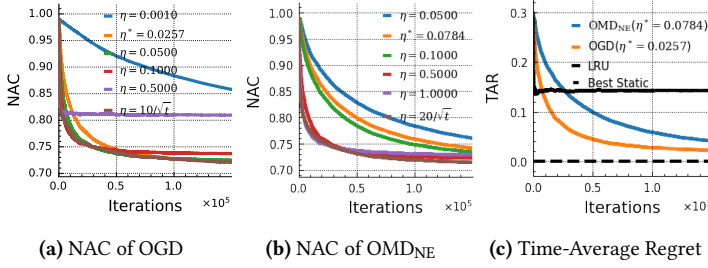 NAC
1.00
0.95
0.90
0.85
0.80
0.75
0.70
η = 0.0010
η* = 0.0257
η = 0.0500
η = 0.1000
η = 0.5000
η = 10/√t
0.0
0.5
1.0
×10⁵
Iterations
(a) NAC of OGD
NAC
1.00
0.95
0.90
0.85
0.80
0.75
0.70
η = 0.0500
η* = 0.0784
η = 0.1000
η = 0.5000
η = 1.0000
η = 20/√t
0.0
0.5
1.0
×10⁵
Iterations
(b) NAC of OMD_NE
TAR
0.3
0.2
0.1
0.0
OMD_NE(η* = 0.0784)
OGD(η* = 0.0257)
LRU
Best Static
0.0
0.5
1.0
×10⁵
Iterations
(c) Time-Average Regret